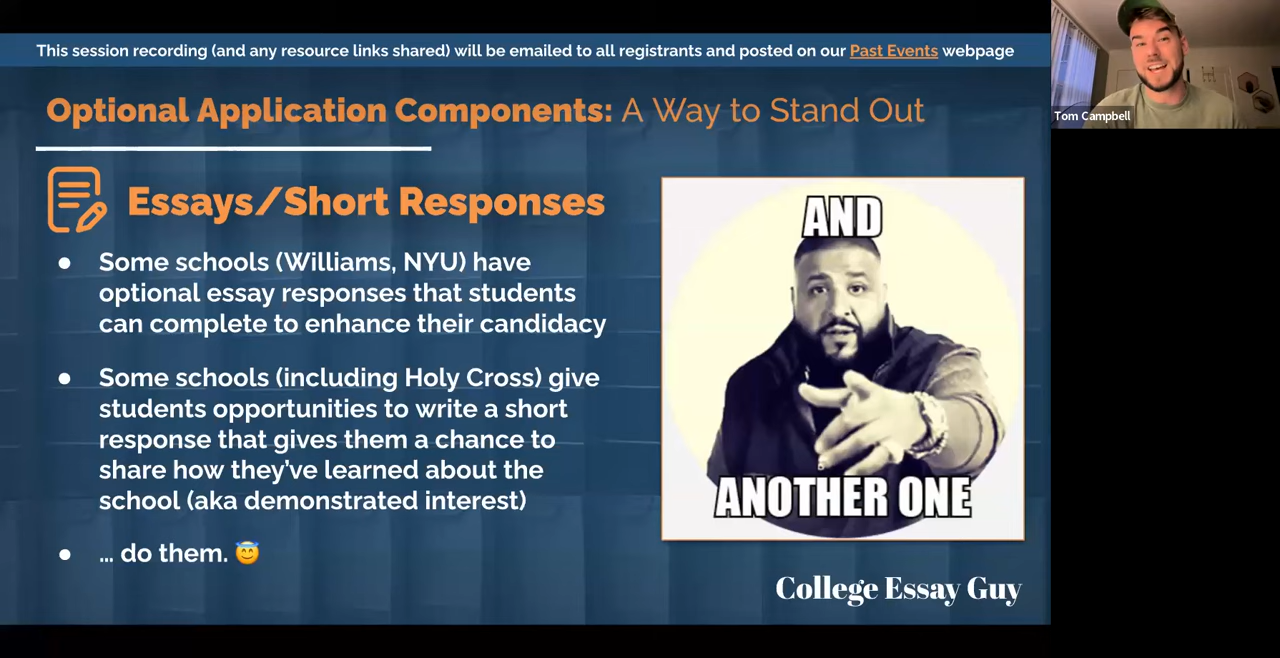 This session recording (and any resource links shared) will be emailed to all registrants and posted on our Past Events webpage
Tom Campbell
Optional Application Components: A Way to Stand Out
Essays/Short Responses
● Some schools (Williams, NYU) have
optional essay responses that students
can complete to enhance their candidacy
● Some schools (including Holy Cross) give
students opportunities to write a short
response that gives them a chance to
share how they’ve learned about the
school (aka demonstrated interest)
● ... do them. 😇
AND
ANOTHER ONE
College Essay Guy